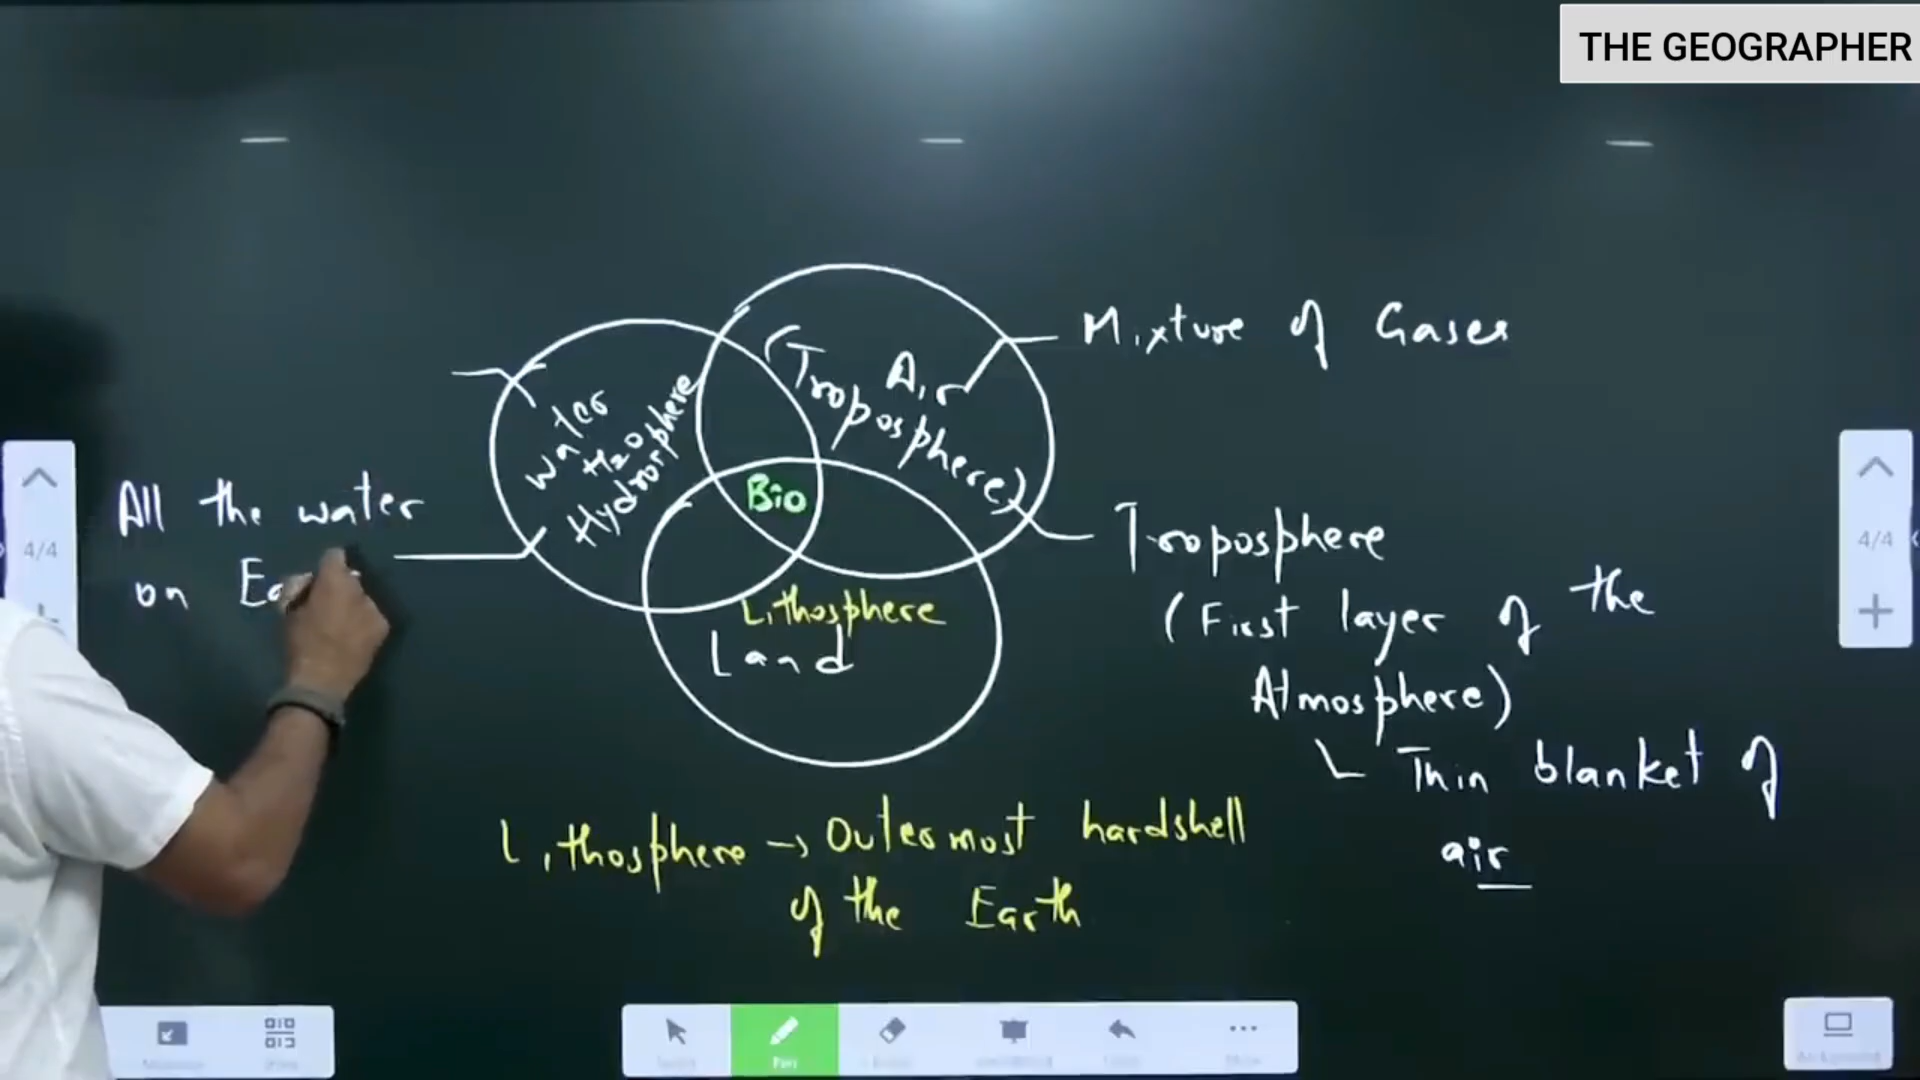 THE GEOGRAPHER
Mixture of Gases
(Troposphere)
Air
water
H2O
Hydrosphere
Bio
All the water
on
4/4
4/4
Lithosphere
Land
Troposphere
(First layer of the
Atmosphere)
Thin blanket of
air
Lithosphere → Outermost hardshell
of the Earth
Pen